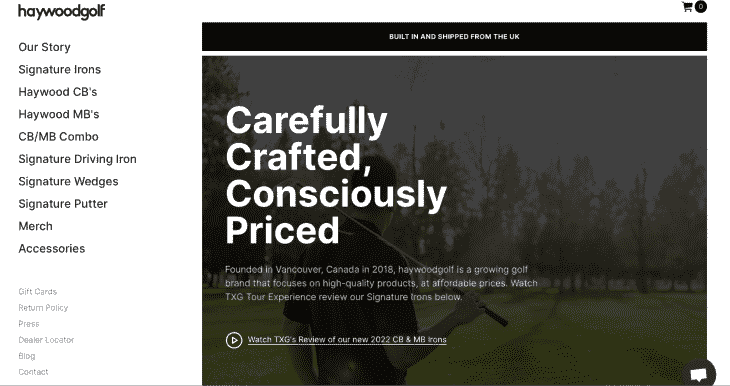 haywoodgolf
0
Our Story
Signature Irons
Haywood CB's
Haywood MB's
CB/MB Combo
Signature Driving Iron
Signature Wedges
Signature Putter
Merch
Accessories
Gift Cards
Return Policy
Press
Dealer Locator
Blog
Contact
BUILT IN AND SHIPPED FROM THE UK
Carefully
Crafted,
Consciously
Priced
Founded in Vancouver, Canada in 2018, haywoodgolf is a growing golf
brand that focuses on high-quality products, at affordable prices. Watch
TXG Tour Experience review our Signature Irons below.
Watch TXG's Review of our new 2022 CB & MB Irons